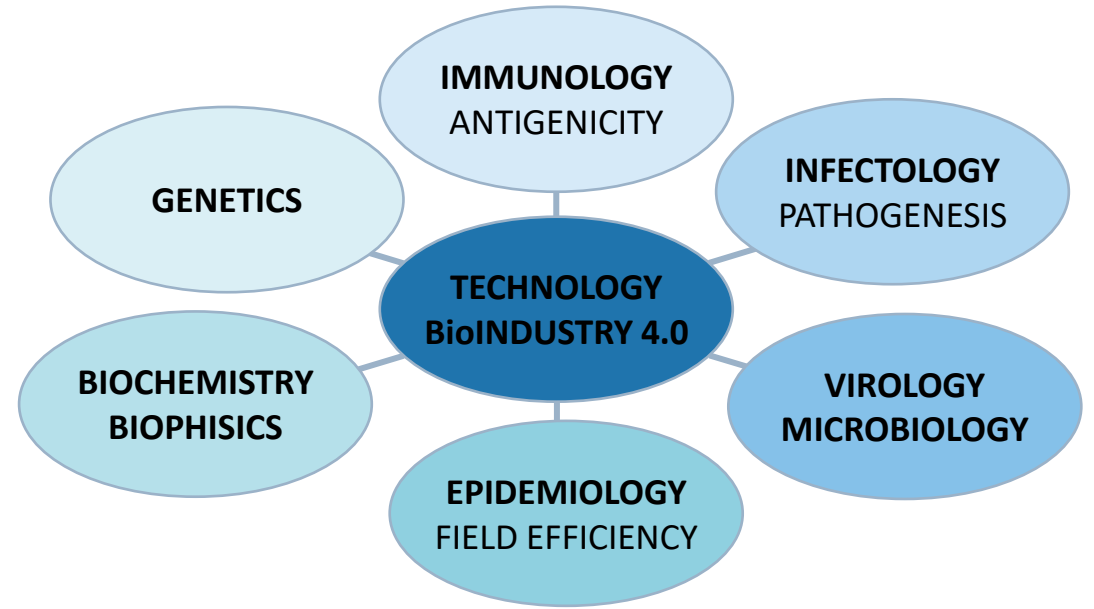 IMMUNOLOGY
ANTIGENICITY
INFECTOLOGY
PATHOGENESIS
GENETICS
TECHNOLOGY
BioINDUSTRY 4.0
BIOCHEMISTRY
BIOPHISICS
VIROLOGY
MICROBIOLOGY
EPIDEMIOLOGY
FIELD EFFICIENCY